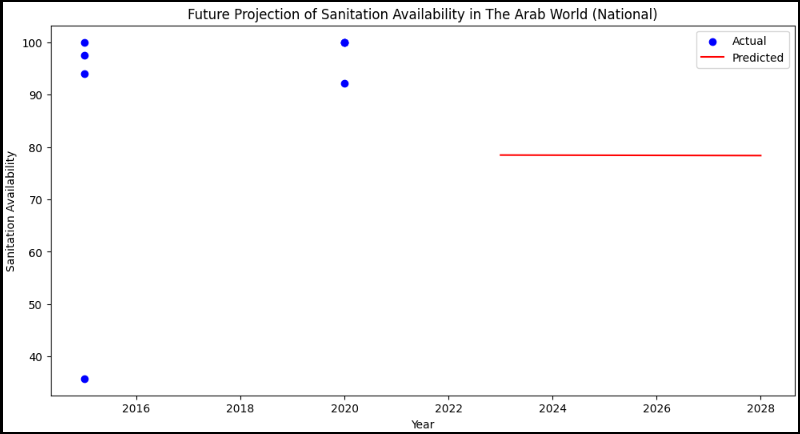 Future Projection of Sanitation Availability in The Arab World (National)
Actual
Predicted
100
90
80
70
60
50
40
Sanitation Availability
2016 2018 2020 2022 2024 2026 2028
Year